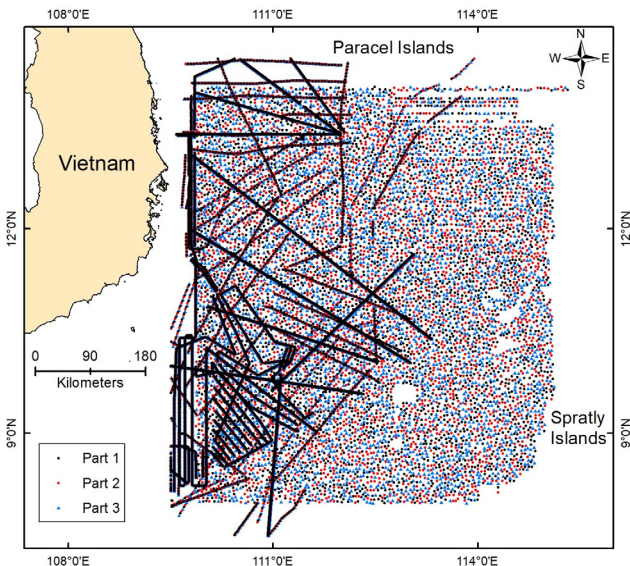 108°0'E 111°0'E 114°0'E
Paracel Islands
N
W E
S
Vietnam
12°0'N 12°0'N
0 90 180
Kilometers
Spratly
Islands
9°0'N 9°0'N
Part 1
Part 2
Part 3
108°0'E 111°0'E 114°0'E